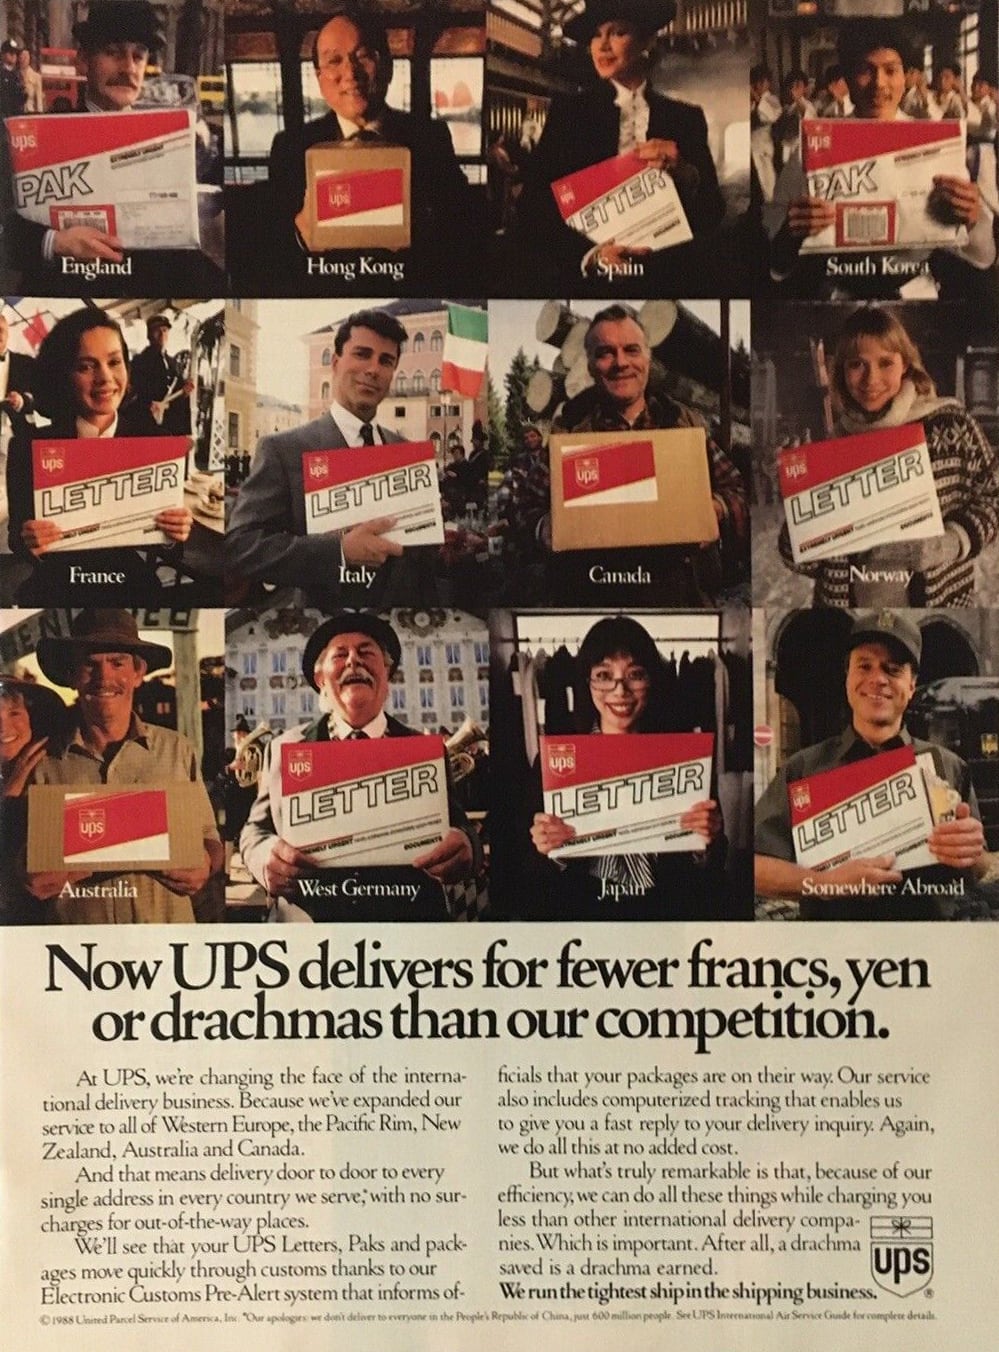 ups
PAK
England
ups
Hong Kong
ups
LETTER
Spain
ups
PAK
South Korea
ups
LETTER
France
ups
LETTER
DOCUMENTS
Italy
ups
Canada
ups
LETTER
EXTREMELY URGENT
DOCUMENTS
Norway
ups
Australia
ups
LETTER
EXTREMELY URGENT
DOCUMENTS
West Germany
ups
LETTER
EXTREMELY URGENT
Japan
ups
LETTER
Somewhere Abroad
Now UPS delivers for fewer francs, yen
or drachmas than our competition.
At UPS, we're changing the face of the interna-
tional delivery business. Because we've expanded our
service to all of Western Europe, the Pacific Rim, New
Zealand, Australia and Canada.
And that means delivery door to door to every
single address in every country we serve,* with no sur-
charges for out-of-the-way places.
We'll see that your UPS Letters, Paks and pack-
ages move quickly through customs thanks to our
Electronic Customs Pre-Alert system that informs of-
ficials that your packages are on their way. Our service
also includes computerized tracking that enables us
to give you a fast reply to your delivery inquiry. Again,
we do all this at no added cost.
But what's truly remarkable is that, because of our
efficiency, we can do all these things while charging you
less than other international delivery compa-
nies. Which is important. After all, a drachma
saved is a drachma earned.
We run the tightest ship in the shipping business.
ups
®
© 1988 United Parcel Service of America, Inc. *Our apologies: we don't deliver to everyone in the People's Republic of China, just 600 million people. See UPS International Air Service Guide for complete details.